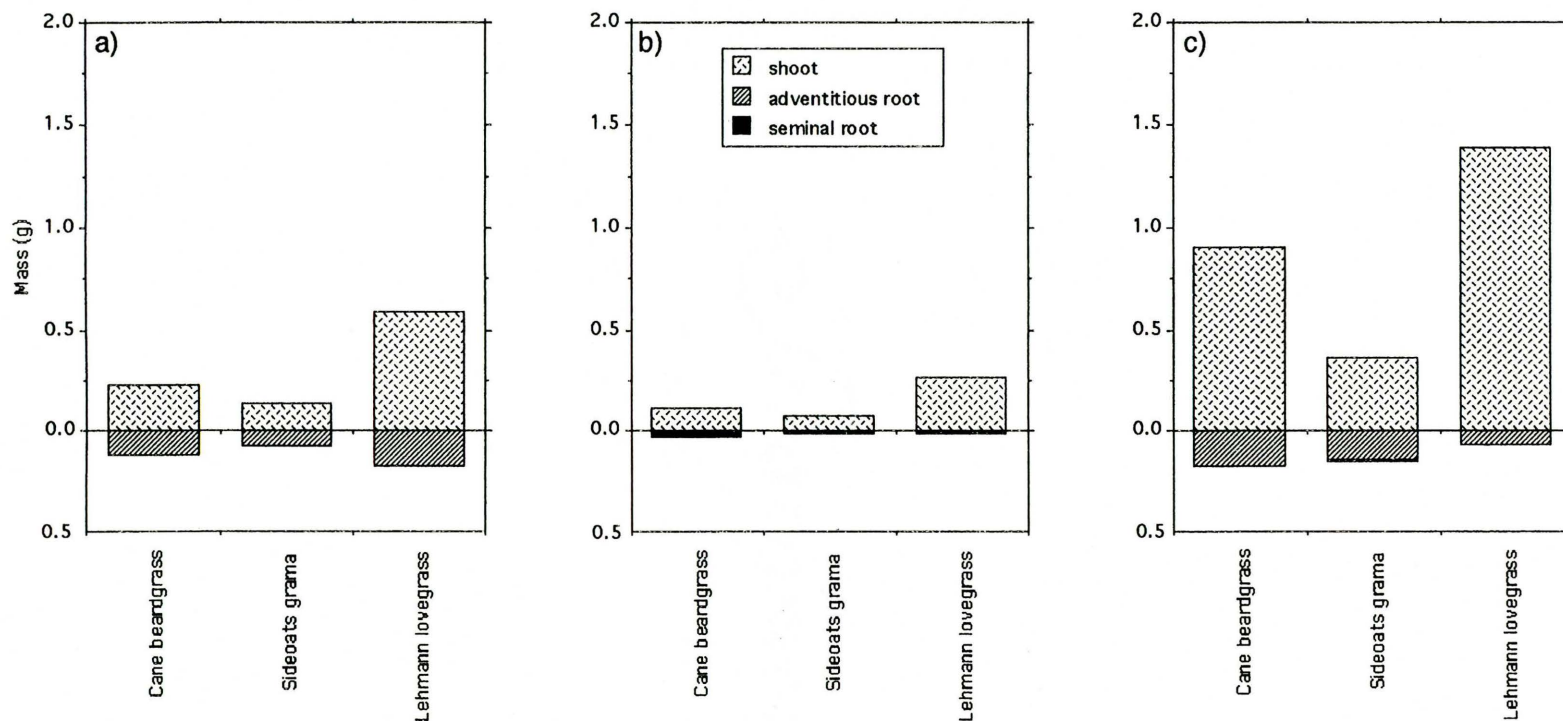 a)
2.0
1.5
1.0
0.5
0.0
0.5
Mass (g)
Cane beardgrass
Sideoats grama
Lehmann lovegrass
b)
2.0
1.5
1.0
0.5
0.0
0.5
shoot
adventitious root
seminal root
Cane beardgrass
Sideoats grama
Lehmann lovegrass
c)
2.0
1.5
1.0
0.5
0.0
0.5
Cane beardgrass
Sideoats grama
Lehmann lovegrass